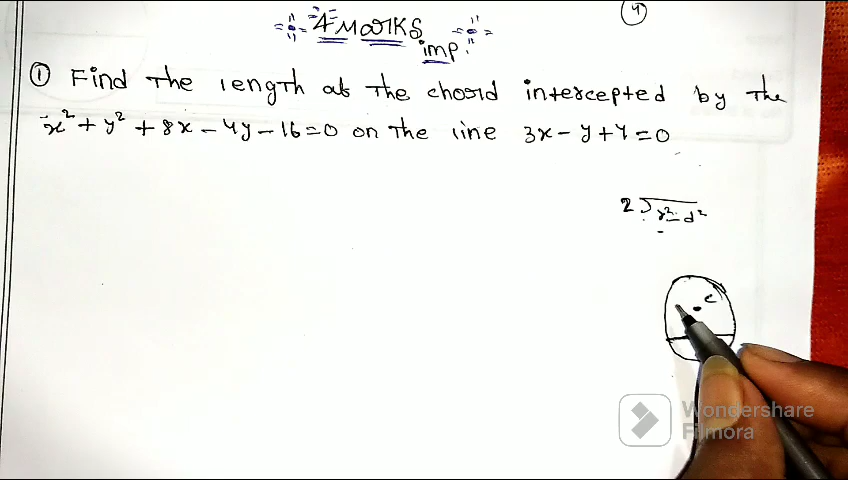 4
4 Marks
imp.
① Find the length of the chord intercepted by the
x² + y² + 8x - 4y - 16 = 0 on the line 3x - y + 4 = 0
2√r² - d²
c
Wondershare
Filmora